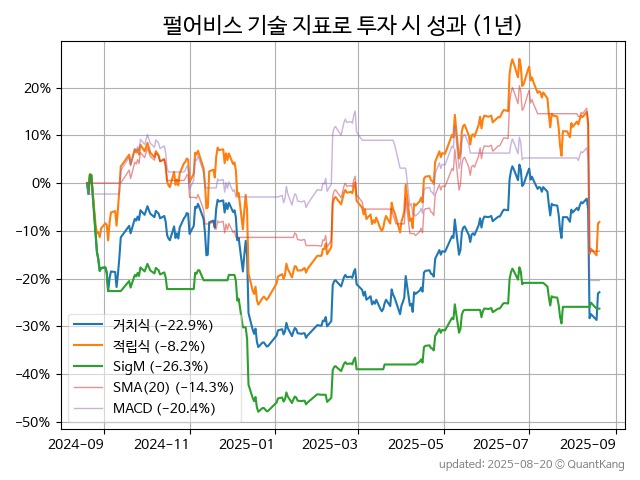 펄어비스 기술 지표로 투자 시 성과 (1년)
20%
10%
0%
−10%
−20%
−30%
−40%
−50%
거치식 (−22.9%)
적립식 (−8.2%)
SigM (−26.3%)
SMA(20) (−14.3%)
MACD (−20.4%)
2024-09
2024-11
2025-01
2025-03
2025-05
2025-07
2025-09
updated: 2025-08-20 © QuantKang